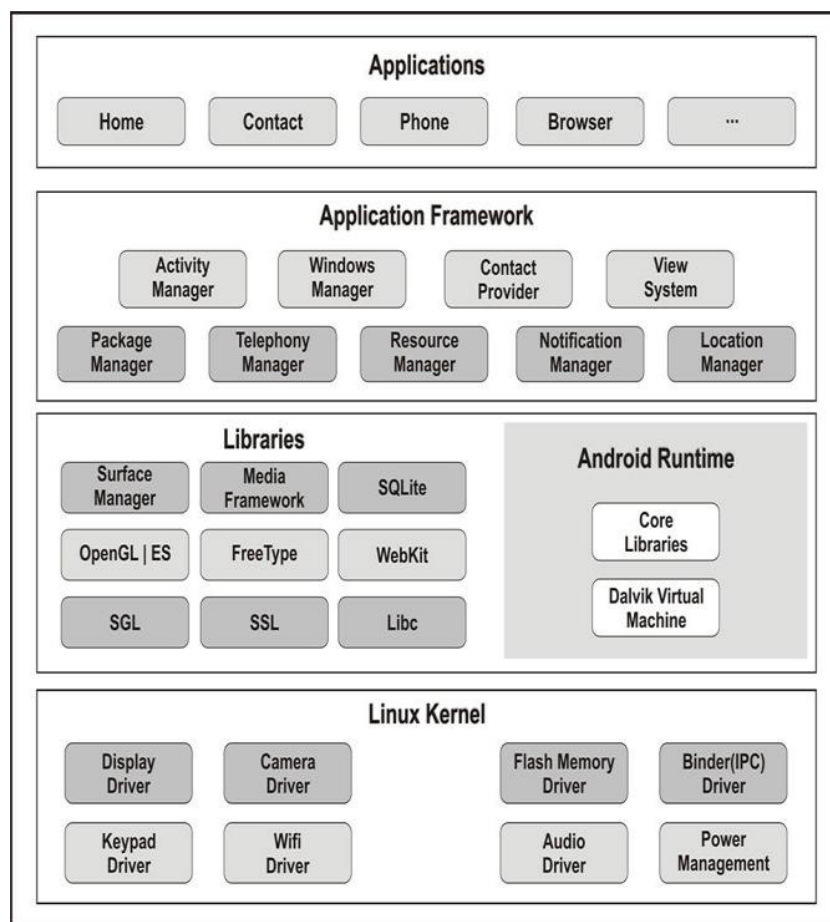 Applications
Home Contact Phone Browser ...
Application Framework
Activity Manager
Windows Manager
Contact Provider
View System
Package Manager
Telephony Manager
Resource Manager
Notification Manager
Location Manager
Libraries
Surface Manager
Media Framework
SQLite
OpenGL | ES
FreeType
WebKit
SGL
SSL
Libc
Android Runtime
Core Libraries
Dalvik Virtual Machine
Linux Kernel
Display Driver
Camera Driver
Flash Memory Driver
Binder(IPC) Driver
Keypad Driver
Wifi Driver
Audio Driver
Power Management